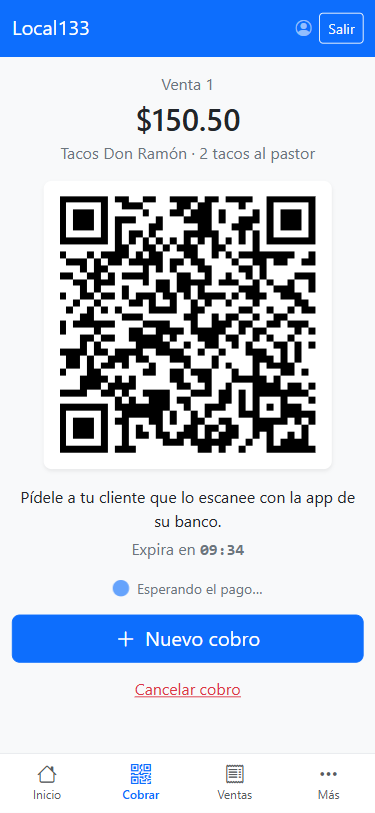 Local133
Salir
Venta 1
$150.50
Tacos Don Ramón · 2 tacos al pastor
Pídele a tu cliente que lo escanee con la app de
su banco.
Expira en 09:34
Esperando el pago...
+ Nuevo cobro
Cancelar cobro
Inicio
Cobrar
Ventas
Más